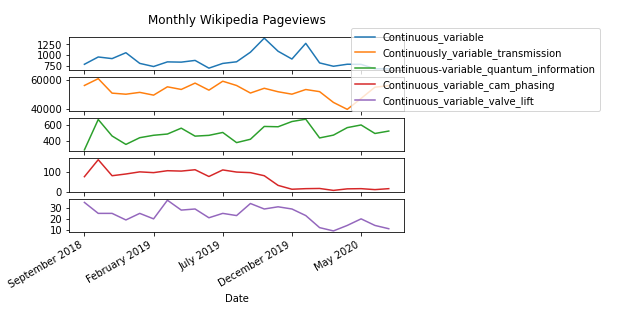 Monthly Wikipedia Pageviews
Continuous_variable
Continuously_variable_transmission
Continuous-variable_quantum_information
Continuous_variable_cam_phasing
Continuous_variable_valve_lift
1250
1000
750
60000
40000
600
400
100
0
30
20
10
September 2018
February 2019
July 2019
December 2019
May 2020
Date